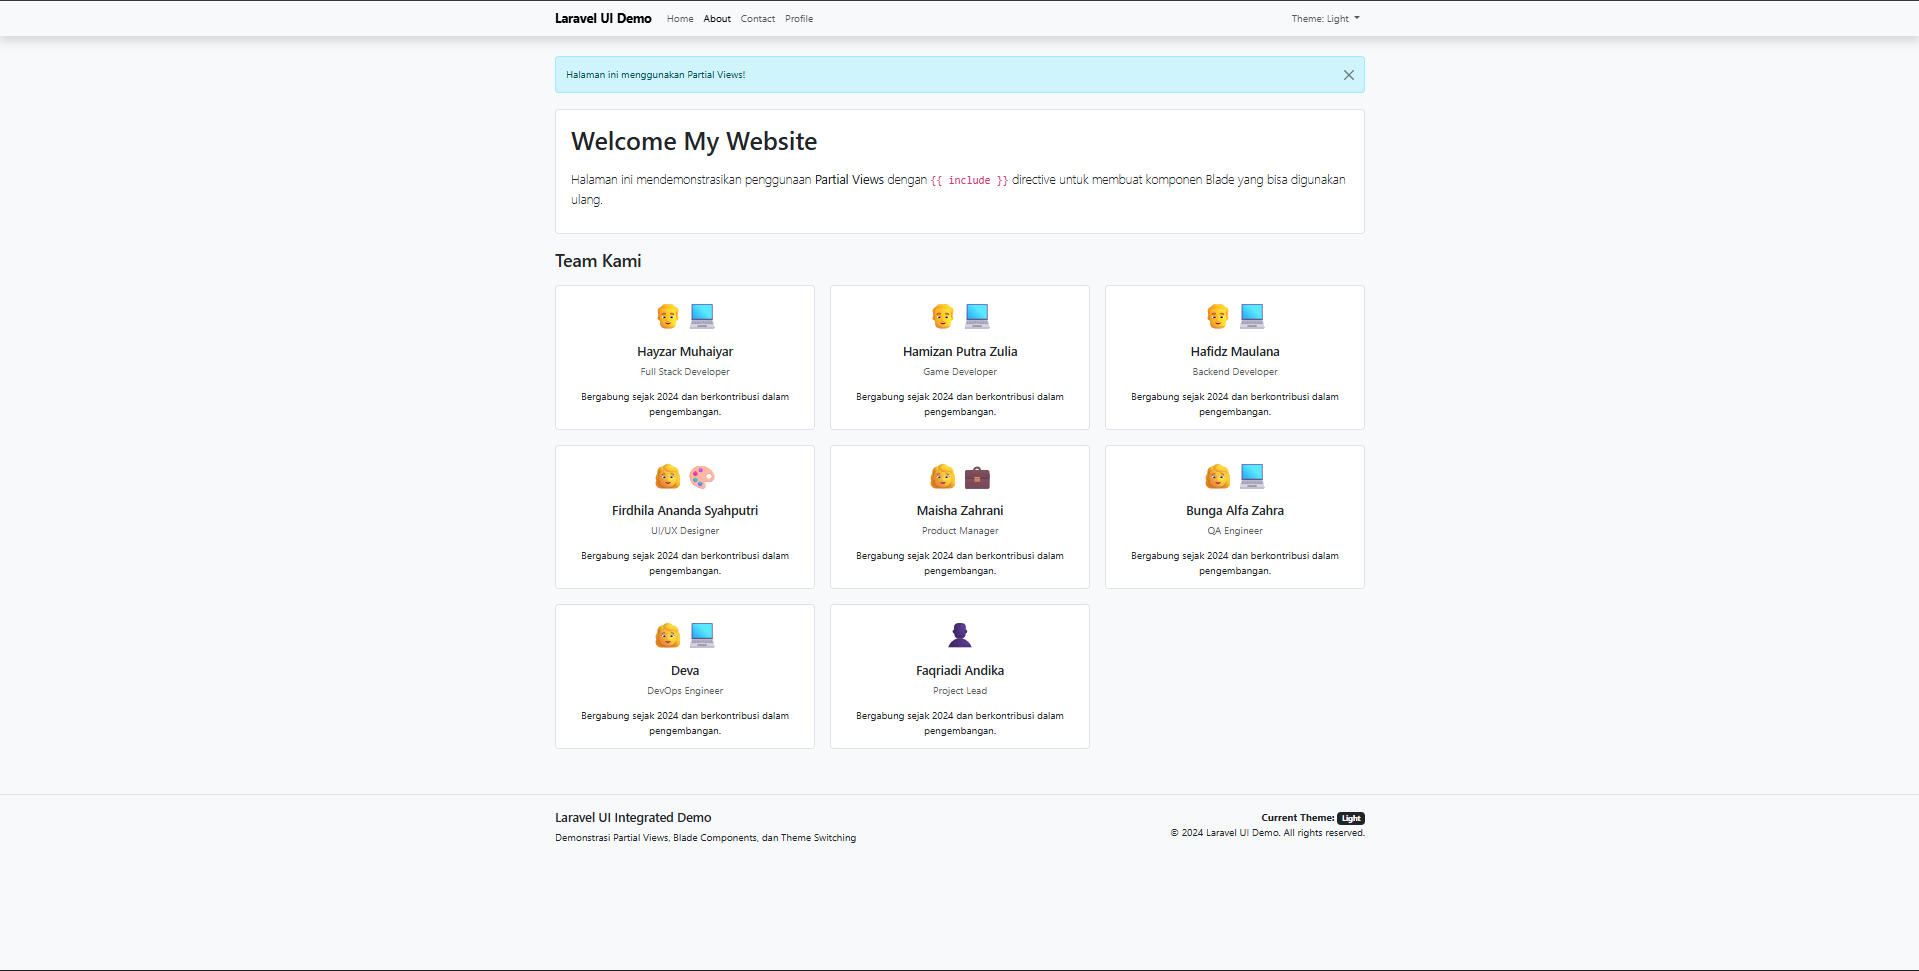 Laravel UI Demo Home About Contact Profile Theme: Light
Halaman ini menggunakan Partial Views!
Welcome My Website
Halaman ini mendemonstrasikan penggunaan Partial Views dengan {{ include }} directive untuk membuat komponen Blade yang bisa digunakan
ulang.
Team Kami
Hayzar Muhaiyar
Full Stack Developer
Bergabung sejak 2024 dan berkontribusi dalam
pengembangan.
Hamizan Putra Zulia
Game Developer
Bergabung sejak 2024 dan berkontribusi dalam
pengembangan.
Hafidz Maulana
Backend Developer
Bergabung sejak 2024 dan berkontribusi dalam
pengembangan.
Firdhila Ananda Syahputri
UI/UX Designer
Bergabung sejak 2024 dan berkontribusi dalam
pengembangan.
Maisha Zahrani
Product Manager
Bergabung sejak 2024 dan berkontribusi dalam
pengembangan.
Bunga Alfa Zahra
QA Engineer
Bergabung sejak 2024 dan berkontribusi dalam
pengembangan.
Deva
DevOps Engineer
Bergabung sejak 2024 dan berkontribusi dalam
pengembangan.
Faqriadi Andika
Project Lead
Bergabung sejak 2024 dan berkontribusi dalam
pengembangan.
Laravel UI Integrated Demo
Demonstrasi Partial Views, Blade Components, dan Theme Switching
Current Theme: Light
© 2024 Laravel UI Demo. All rights reserved.